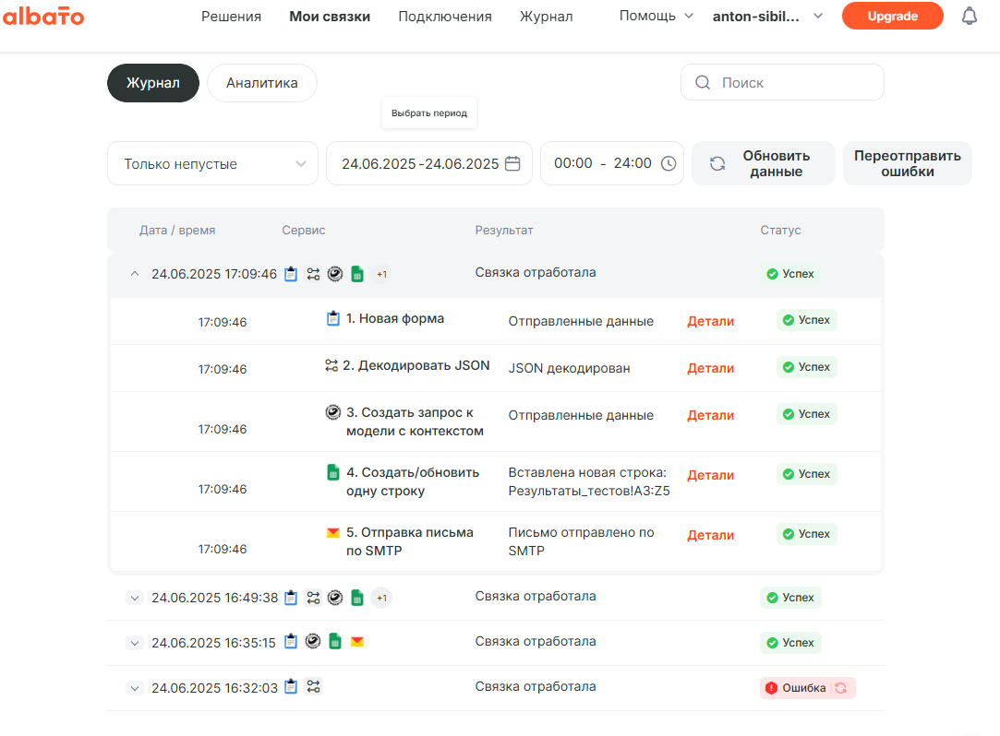 albato
Решения Мои связки Подключения Журнал Помощь anton-sibil... Upgrade
Журнал Аналитика Поиск
Выбрать период
Только непустые 24.06.2025-24.06.2025 00:00 - 24:00 Обновить данные Переотправить ошибки
Дата / время Сервис Результат Статус
24.06.2025 17:09:46 +1 Связка отработала Успех
17:09:46 1. Новая форма Отправленные данные Детали Успех
17:09:46 2. Декодировать JSON JSON декодирован Детали Успех
17:09:46 3. Создать запрос к модели с контекстом Отправленные данные Детали Успех
17:09:46 4. Создать/обновить одну строку Вставлена новая строка: Результаты_тестов!A3:Z5 Детали Успех
17:09:46 5. Отправка письма по SMTP Письмо отправлено по SMTP Детали Успех
24.06.2025 16:49:38 +1 Связка отработала Успех
24.06.2025 16:35:15 Связка отработала Успех
24.06.2025 16:32:03 Связка отработала Ошибка